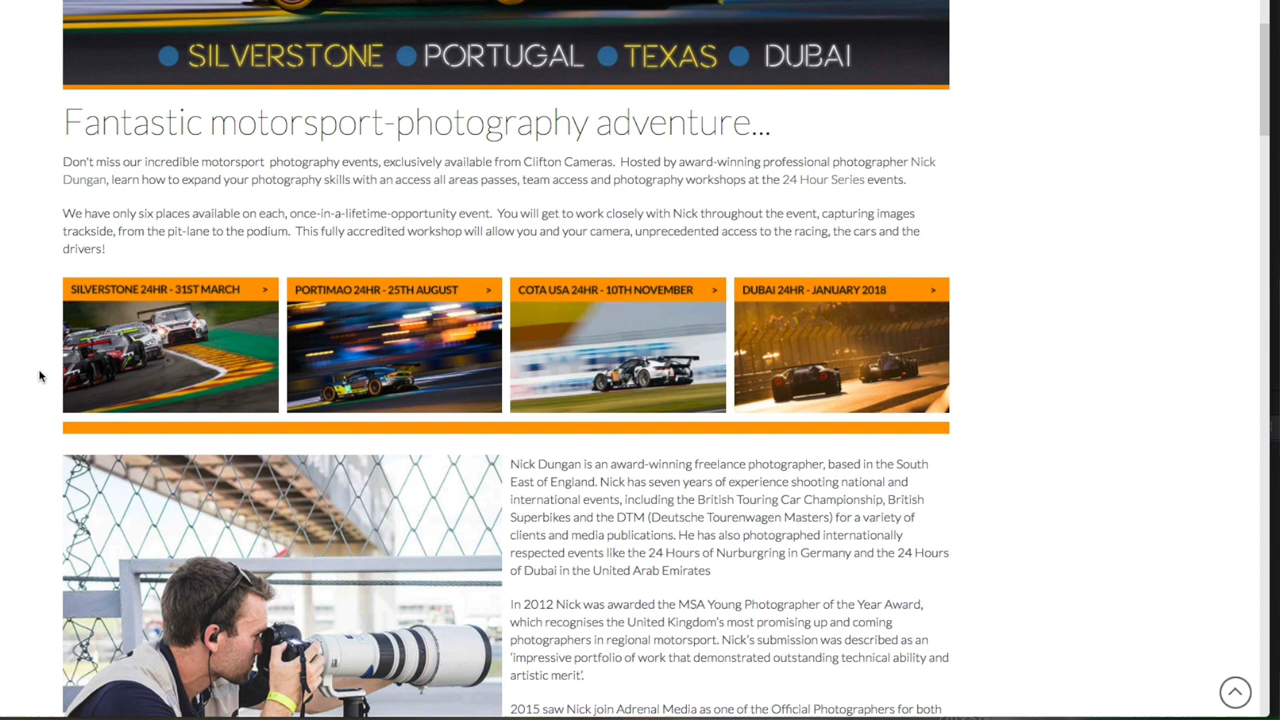 SILVERSTONE PORTUGAL TEXAS DUBAI
Fantastic motorsport-photography adventure...
Don't miss our incredible motorsport photography events, exclusively available from Clifton Cameras. Hosted by award-winning professional photographer Nick
Dungan, learn how to expand your photography skills with an access all areas passes, team access and photography workshops at the 24 Hour Series events.
We have only six places available on each, once-in-a-lifetime-opportunity event. You will get to work closely with Nick throughout the event, capturing images
trackside, from the pit-lane to the podium. This fully accredited workshop will allow you and your camera, unprecedented access to the racing, the cars and the
drivers!
SILVERSTONE 24HR - 31ST MARCH >
PORTIMAO 24HR - 25TH AUGUST >
COTA USA 24HR - 10TH NOVEMBER >
DUBAI 24HR - JANUARY 2018 >
Nick Dungan is an award-winning freelance photographer, based in the South
East of England. Nick has seven years of experience shooting national and
international events, including the British Touring Car Championship, British
Superbikes and the DTM (Deutsche Tourenwagen Masters) for a variety of
clients and media publications. He has also photographed internationally
respected events like the 24 Hours of Nurburgring in Germany and the 24 Hours
of Dubai in the United Arab Emirates
In 2012 Nick was awarded the MSA Young Photographer of the Year Award,
which recognises the United Kingdom's most promising up and coming
photographers in regional motorsport. Nick's submission was described as an
'impressive portfolio of work that demonstrated outstanding technical ability and
artistic merit'.
2015 saw Nick join Adrenal Media as one of the Official Photographers for both